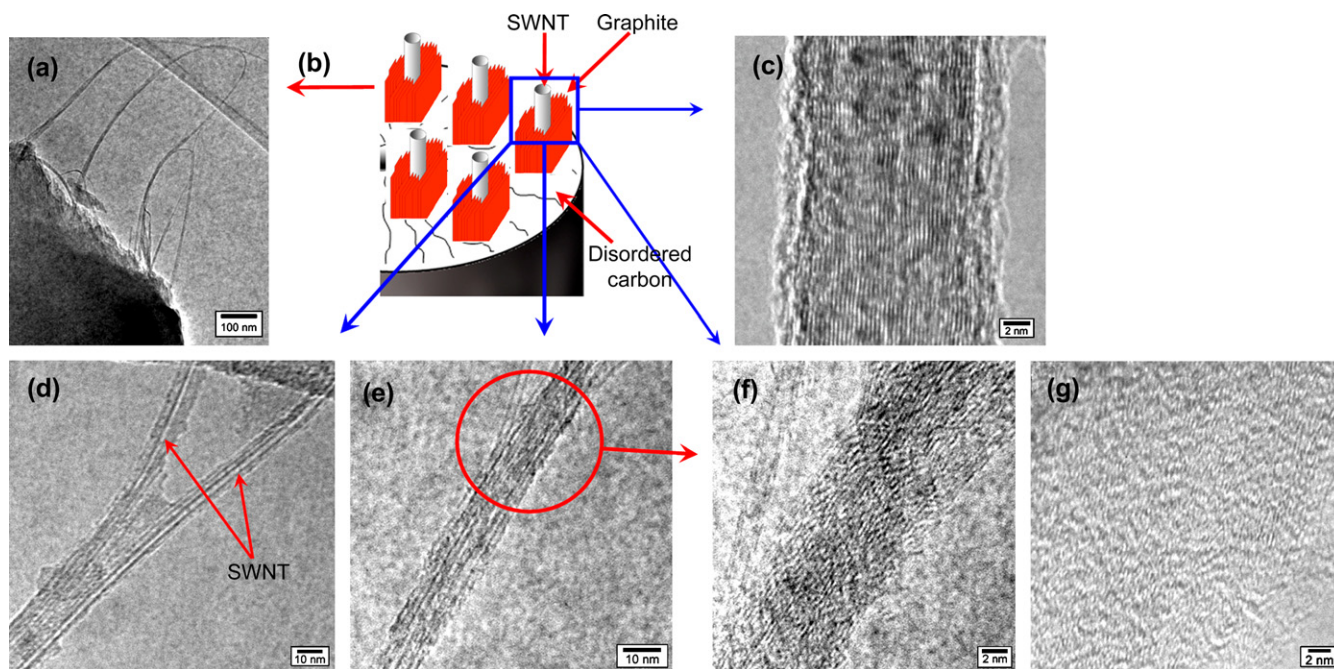 SWNT
Graphite
(a)
(b)
(c)
Disordered
carbon
100 nm
2 nm
(d)
(e)
(f)
(g)
SWNT
10 nm
10 nm
2 nm
2 nm